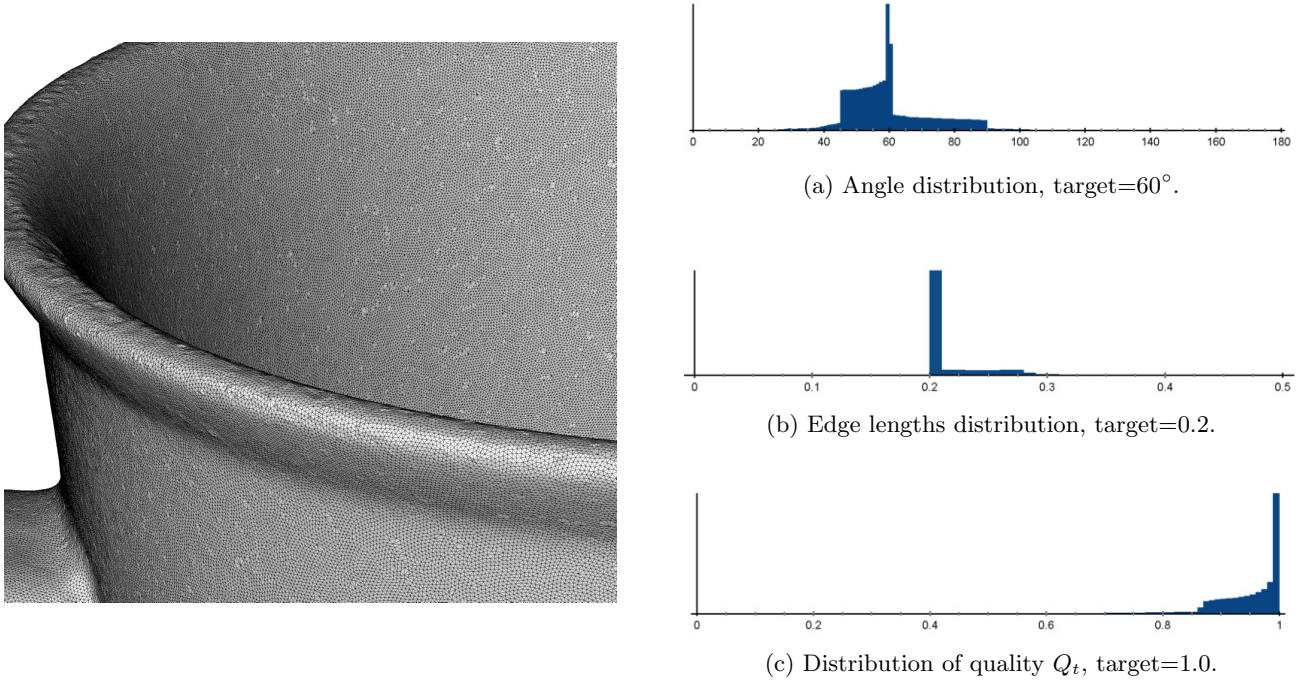 0 20 40 60 80 100 120 140 160 180
(a) Angle distribution, target=60°.
0 0.1 0.2 0.3 0.4 0.5
(b) Edge lengths distribution, target=0.2.
0 0.2 0.4 0.6 0.8 1
(c) Distribution of quality Qₜ, target=1.0.